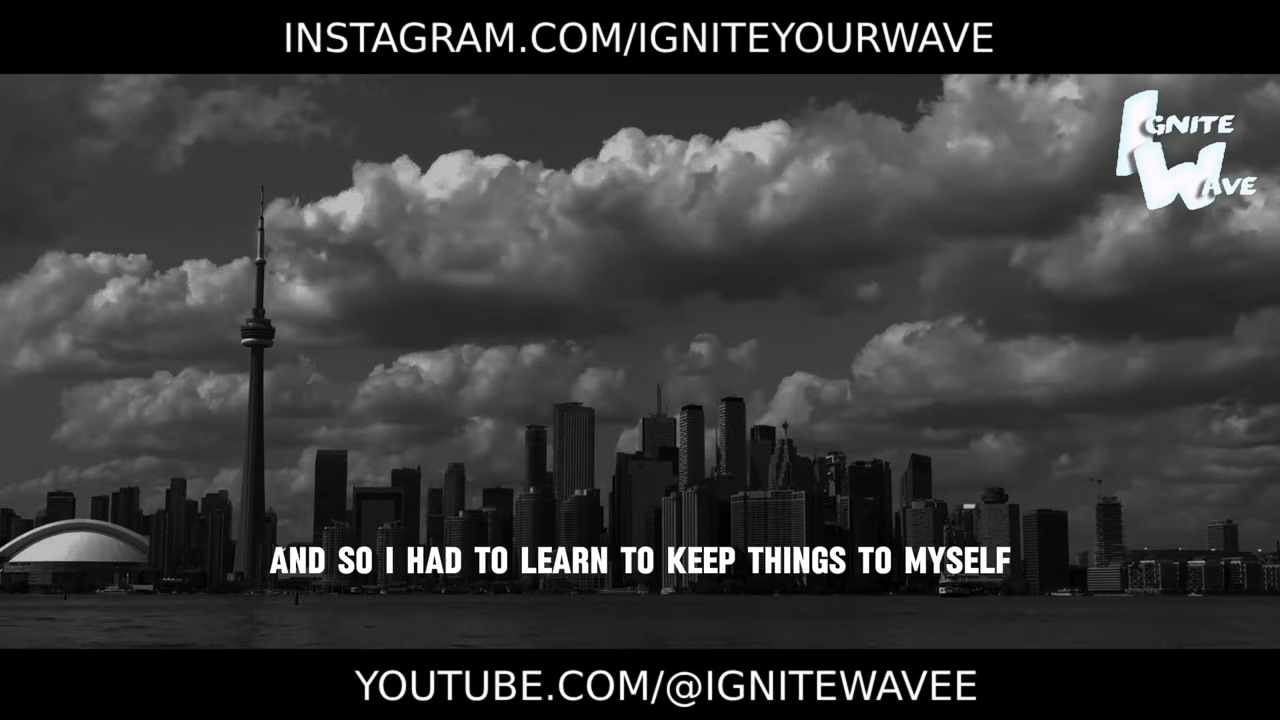 INSTAGRAM.COM/IGNITEYOURWAVE
IGNITE
WAVE
AND SO I HAD TO LEARN TO KEEP THINGS TO MYSELF
YOUTUBE.COM/@IGNITEWAVEE